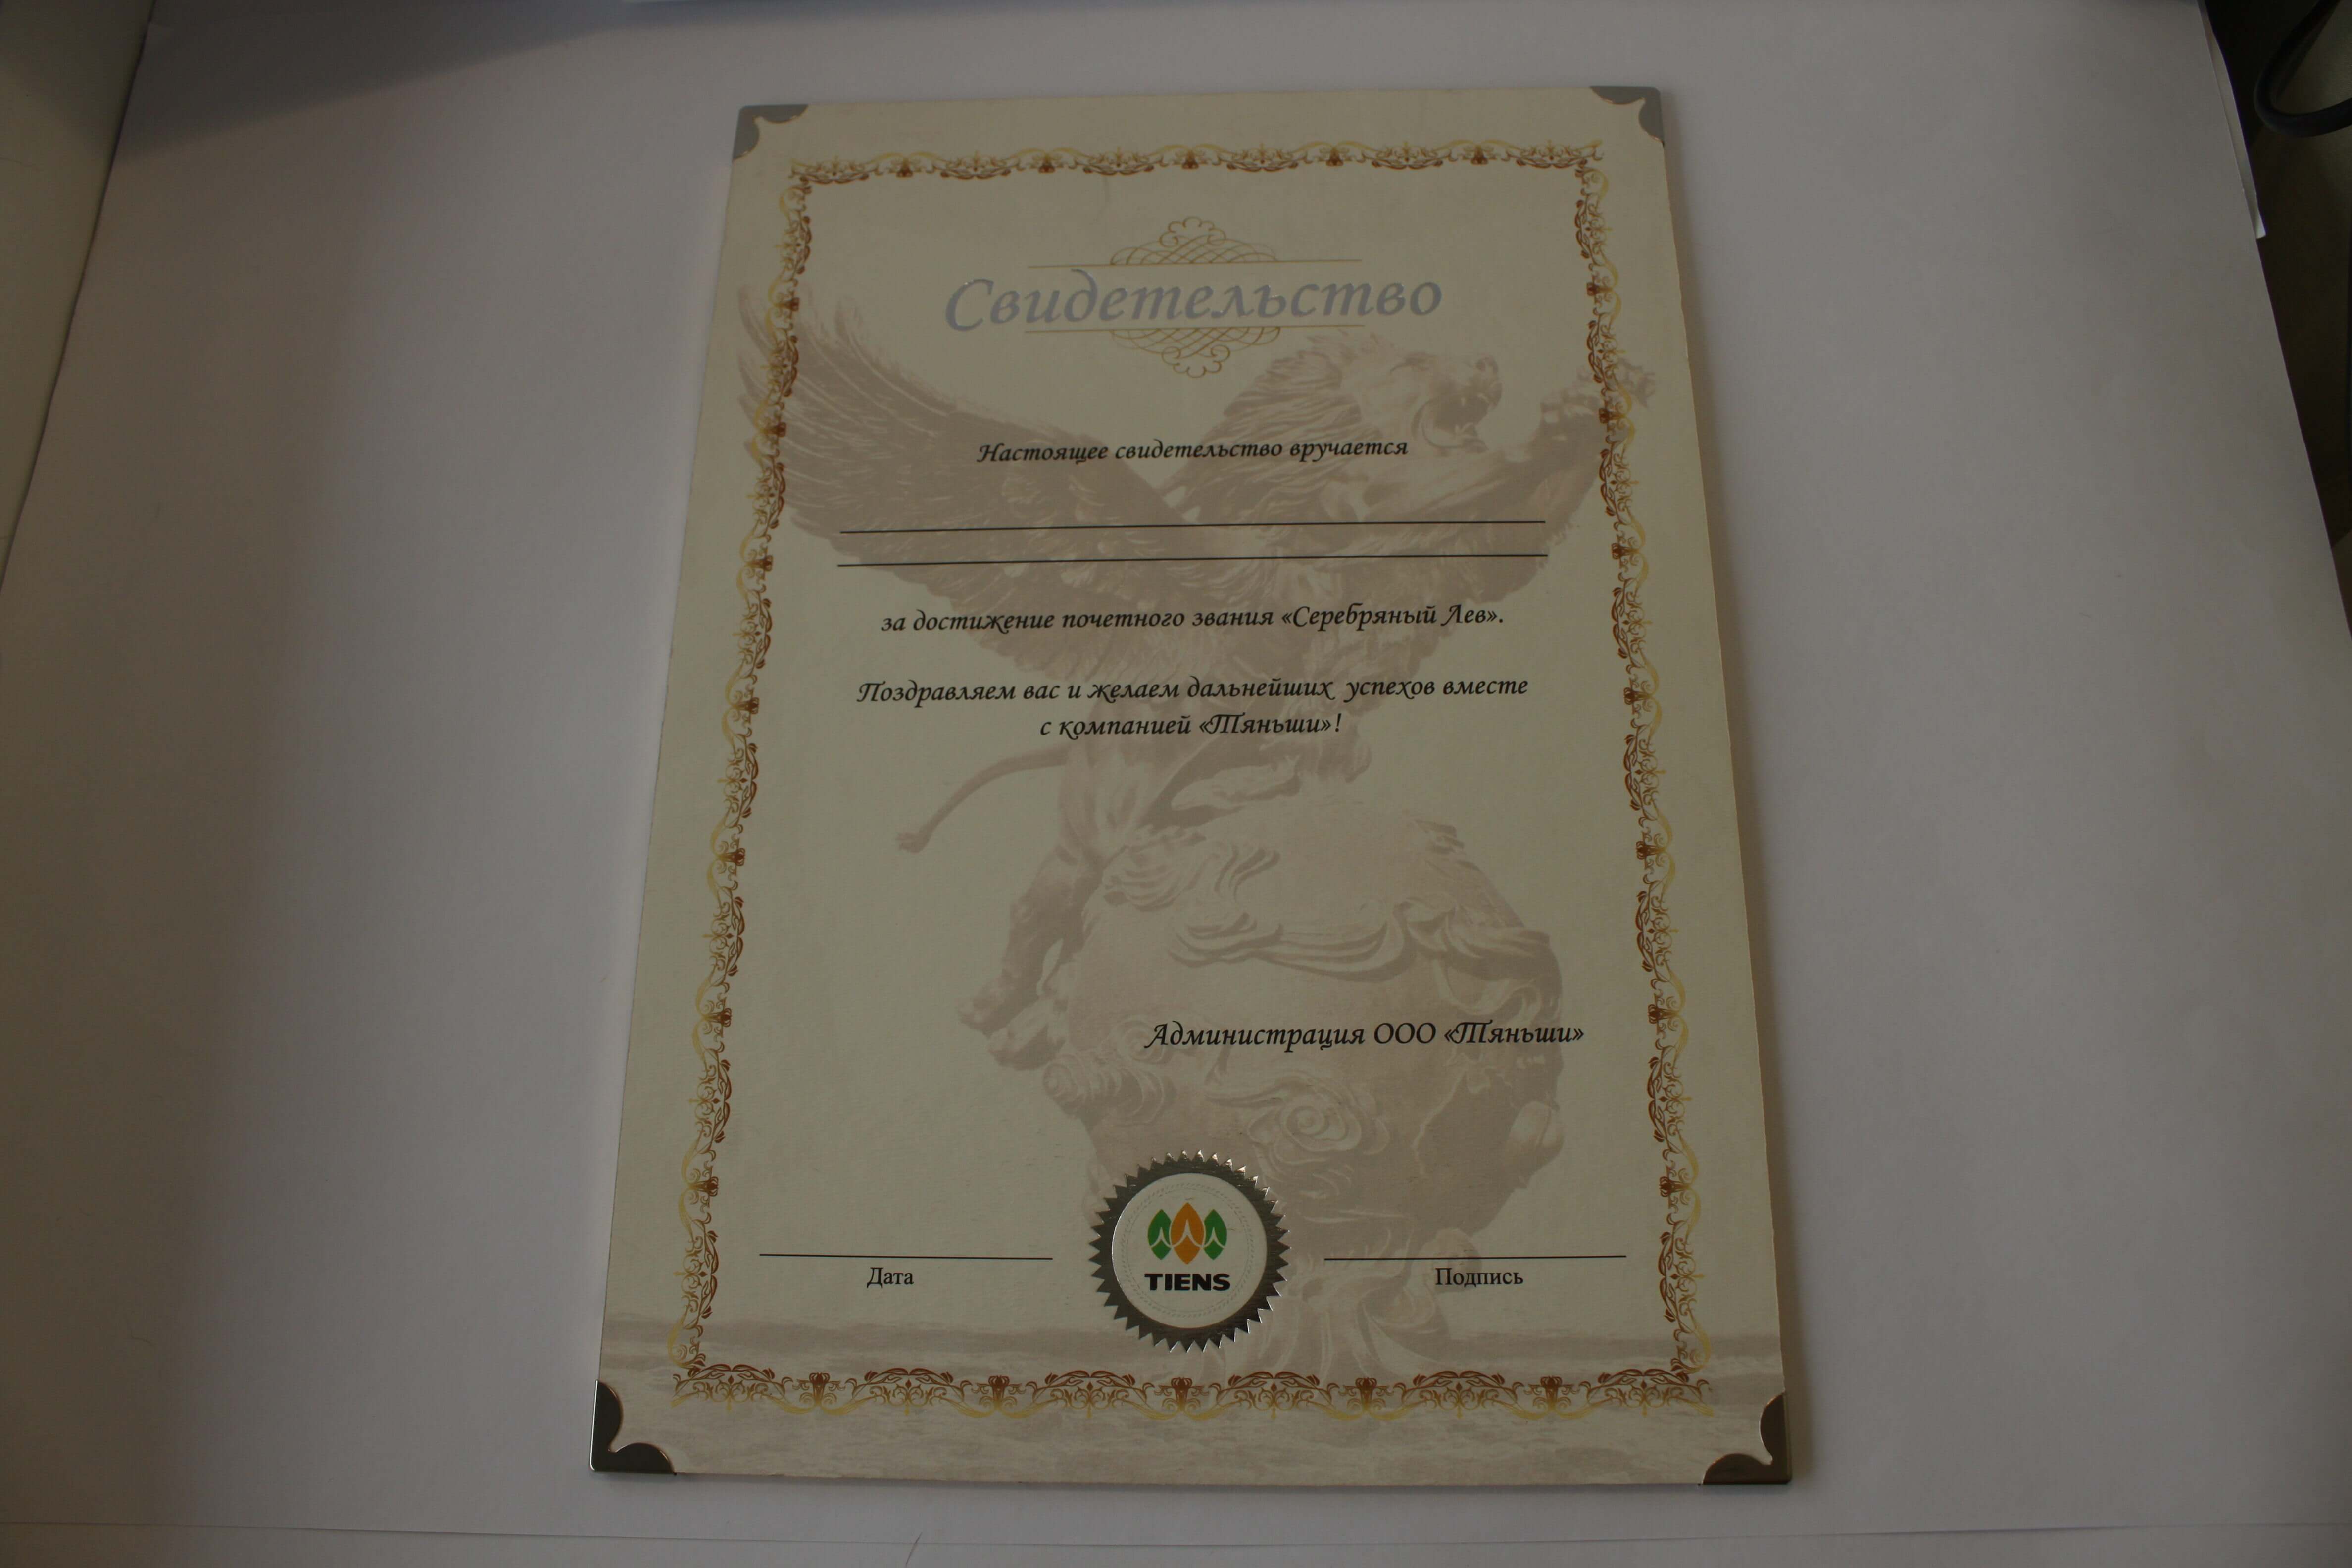 Свидетельство
Настоящее свидетельство вручается
за достижение почетного звания «Серебряный Лев».
Поздравляем вас и желаем дальнейших успехов вместе
с компанией «Тяньши»!
Администрация ООО «Тяньши»
Дата
TIENS
Подпись